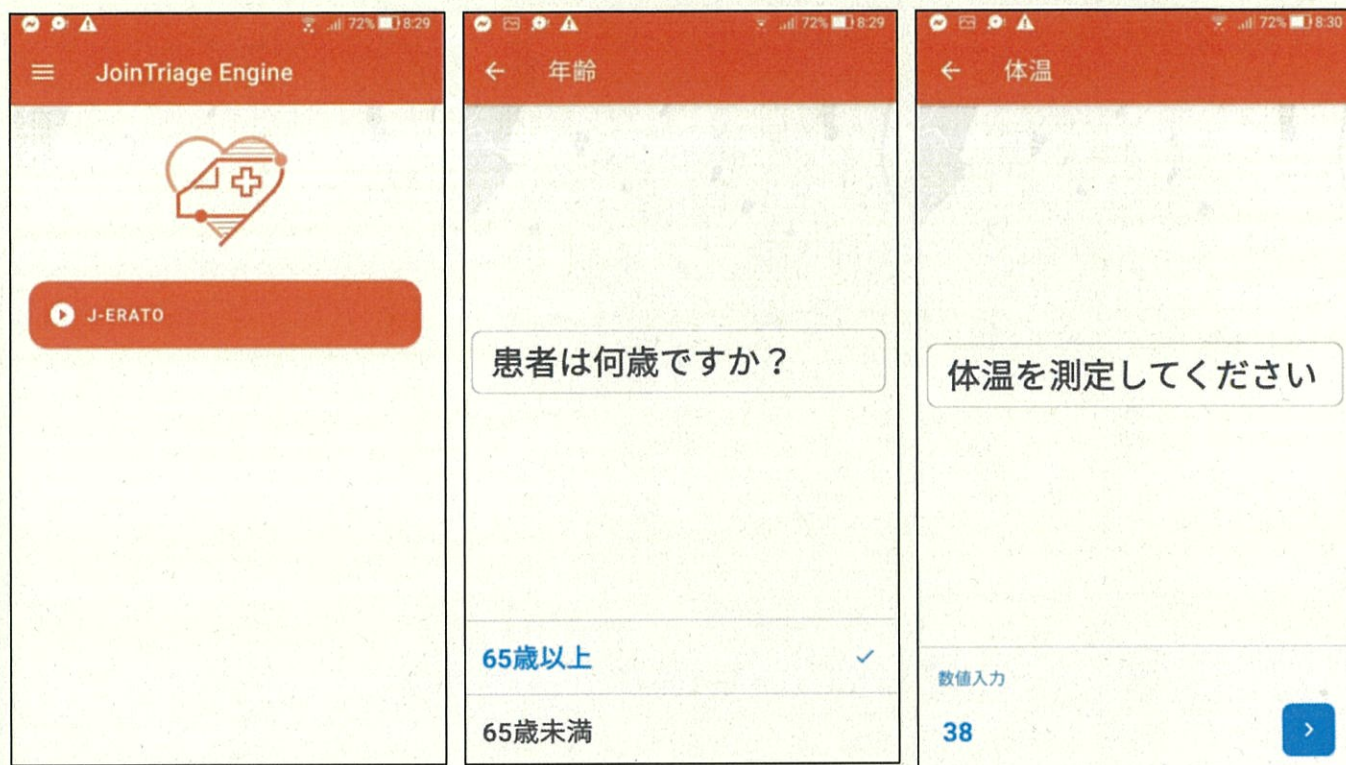 72% 8:29
JoinTriage Engine
J-ERATO
72% 8:29
年齢
患者は何歳ですか？
65歳以上
65歳未満
72% 8:30
体温
体温を測定してください
数値入力
38